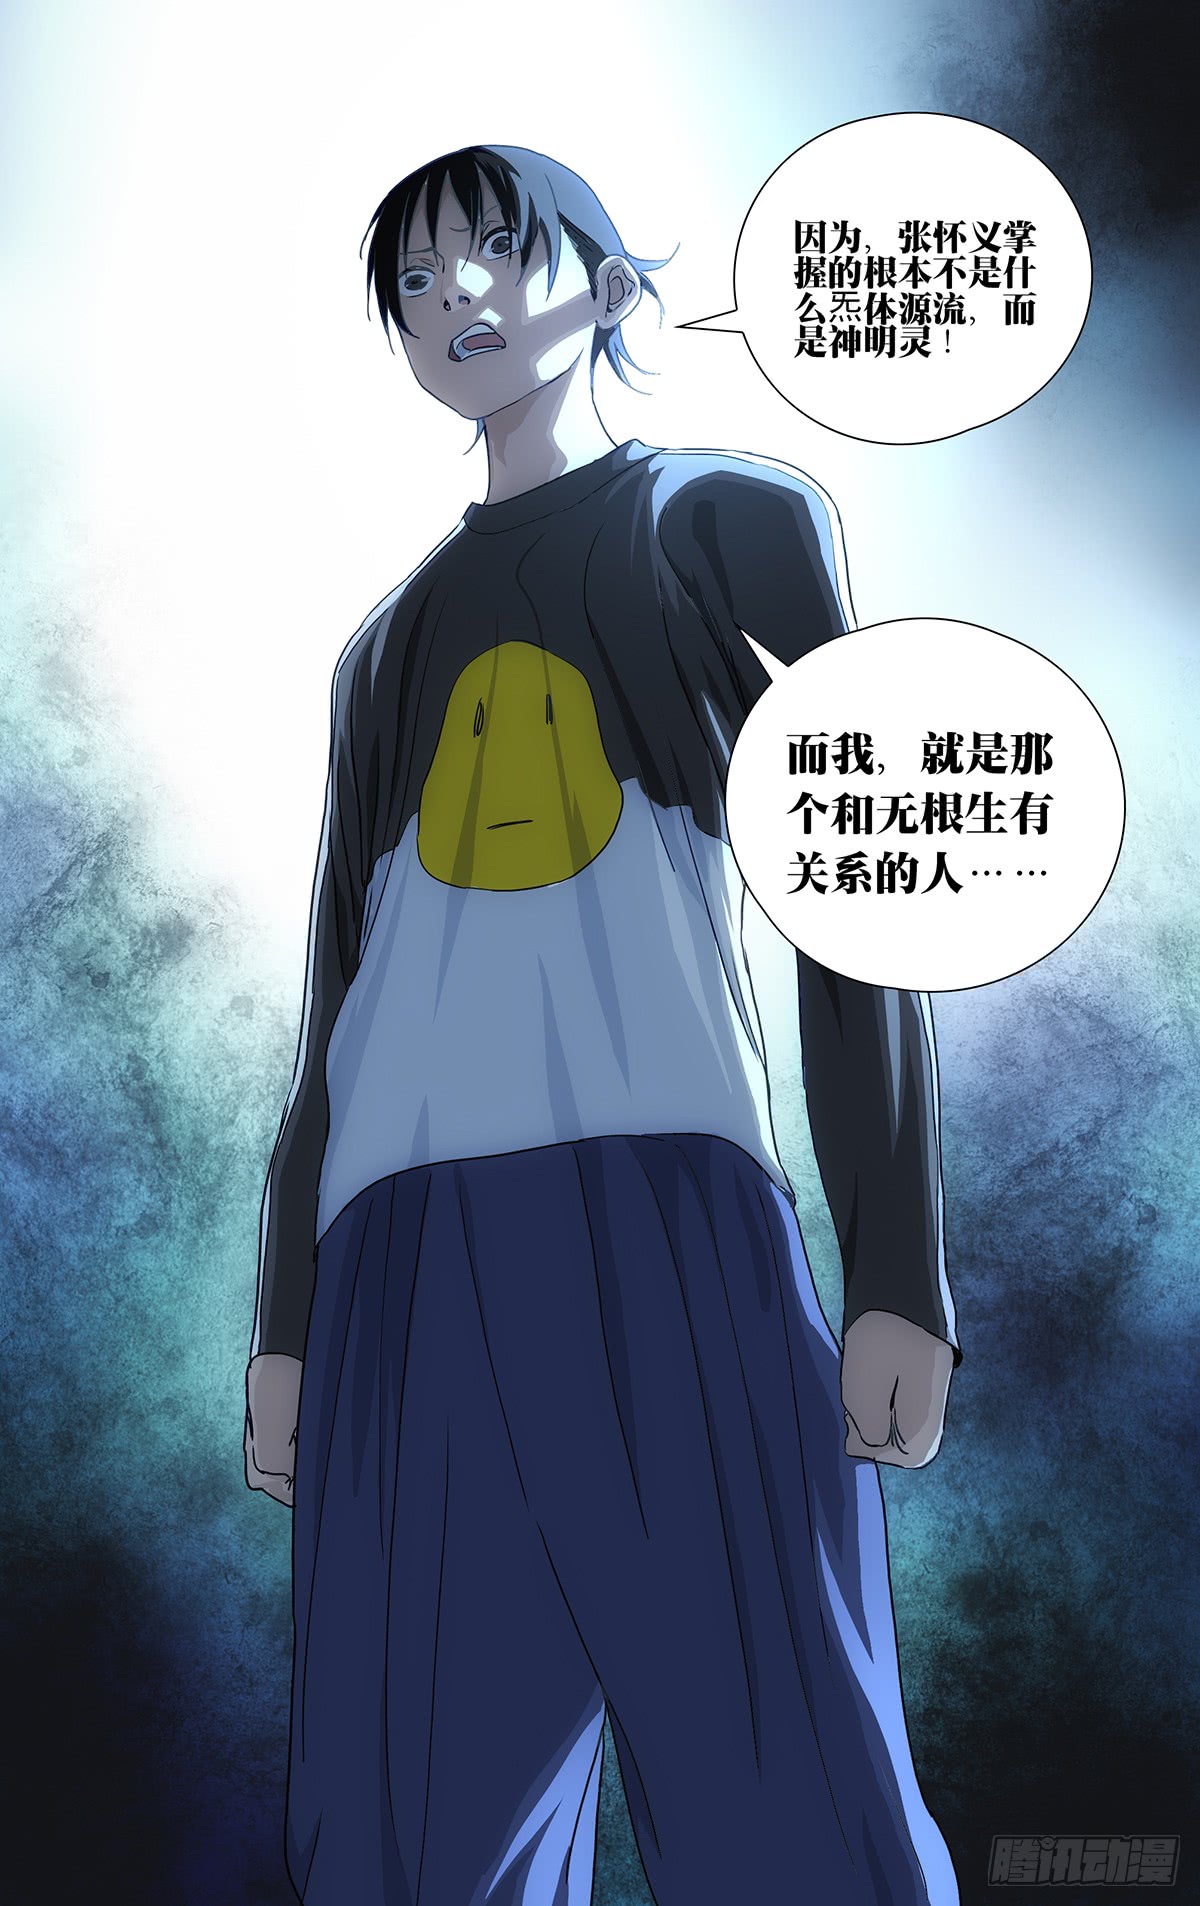 因为，张怀义掌
握的根本不是什
么炁体源流，而
是神明灵！
而我，就是那
个和无根生有
关系的人……
腾讯动漫